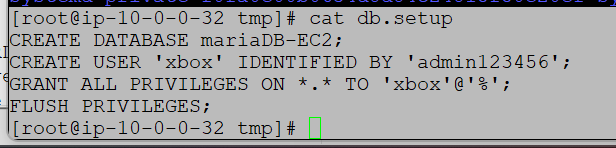 [root@ip-10-0-0-32 tmp]# cat db.setup
CREATE DATABASE mariaDB-EC2;
CREATE USER 'xbox' IDENTIFIED BY 'admin123456';
GRANT ALL PRIVILEGES ON *.* TO 'xbox'@'%';
FLUSH PRIVILEGES;
[root@ip-10-0-0-32 tmp]#